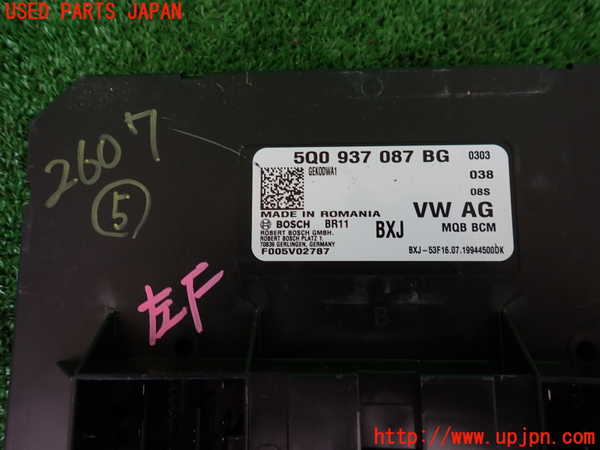 USED PARTS JAPAN
2607
5
左F
5Q0 937 087 BG 0303
GEK0DWA1 038
08S
MADE IN ROMANIA VW AG
BOSCH BR11 BXJ MQB BCM
ROBERT BOSCH GMBH.
ROBERT BOSCH PLATZ 1
70839 GERLINGEN, GERMANY
F005V02787 BXJ-53F16.07.19944500DK
B
http://www.upjpn.com/